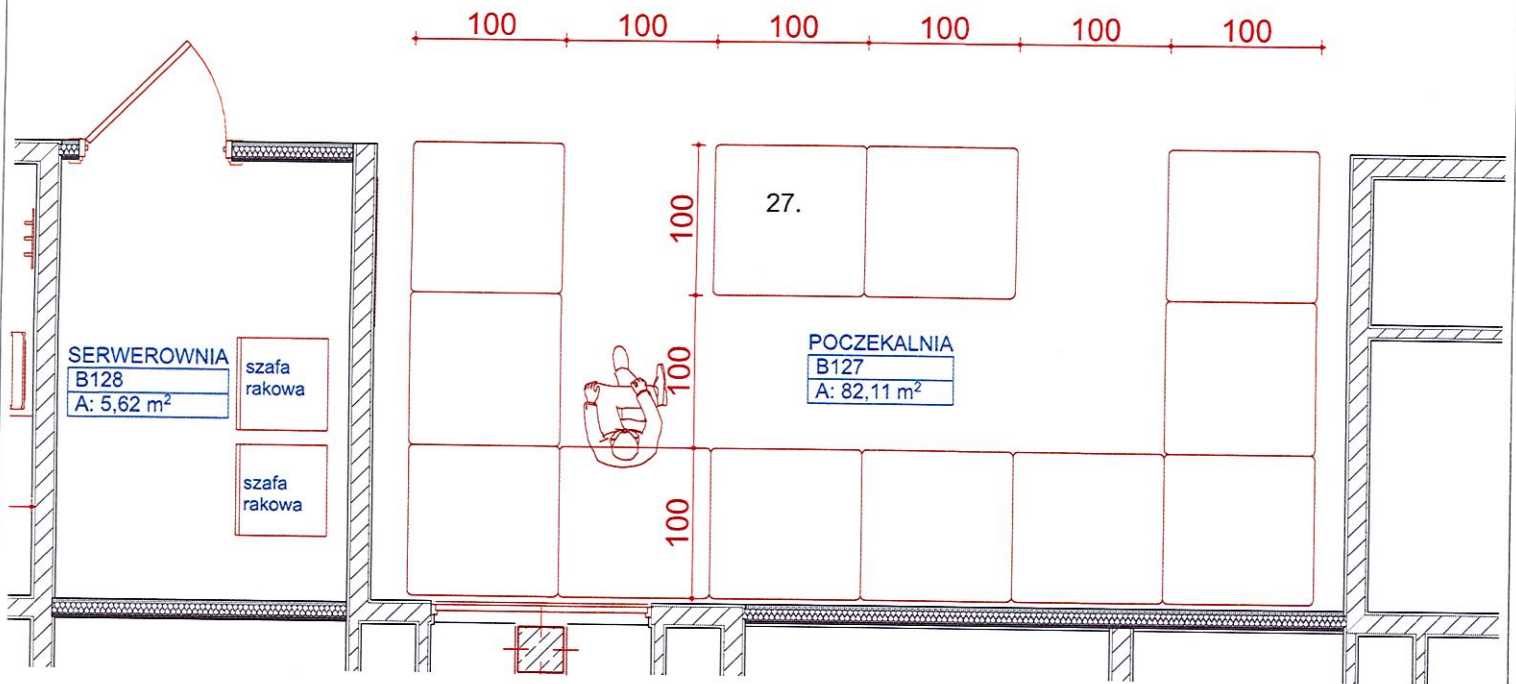 100 100 100 100 100 100
100
27.
100
100
SERWEROWNIA
B128
A: 5,62 m²
szafa
rakowa
szafa
rakowa
POCZEKALNIA
B127
A: 82,11 m²